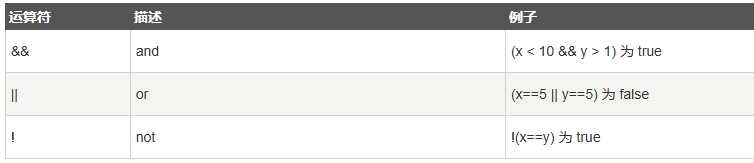 运算符 描述 例子
&& and (x < 10 && y > 1) 为 true
|| or (x==5 || y==5) 为 false
! not !(x==y) 为 true